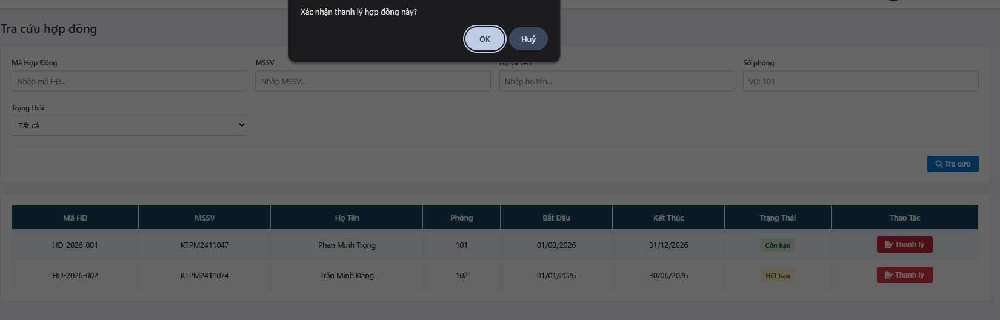 Xác nhận thanh lý hợp đồng này?
OK Huỷ
Tra cứu hợp đồng
Mã Hợp Đồng MSSV Họ và Tên Số phòng
Nhập mã HĐ... Nhập MSSV... Nhập họ tên... VD: 101
Trạng thái
Tất cả
Tra cứu
Mã HĐ MSSV Họ Tên Phòng Bắt Đầu Kết Thúc Trạng Thái Thao Tác
HD-2026-001 KTPM2411047 Phan Minh Trọng 101 01/08/2026 31/12/2026 Còn hạn Thanh lý
HD-2026-002 KTPM2411074 Trần Minh Đăng 102 01/01/2026 30/06/2026 Hết hạn Thanh lý